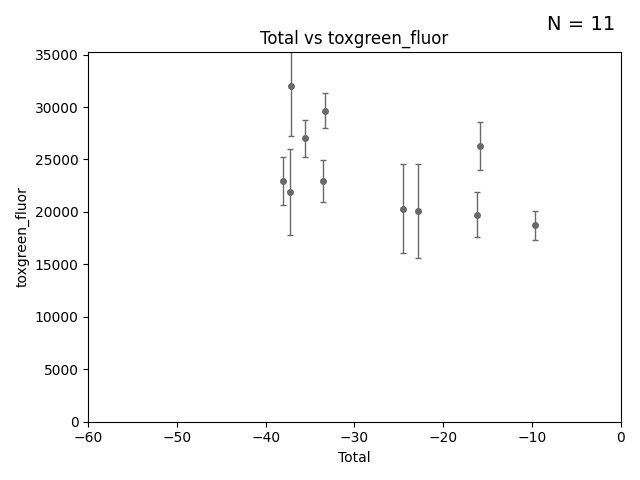 N = 11
Total vs toxgreen_fluor
35000
30000
25000
20000
15000
10000
5000
0
toxgreen_fluor
−60 −50 −40 −30 −20 −10 0
Total